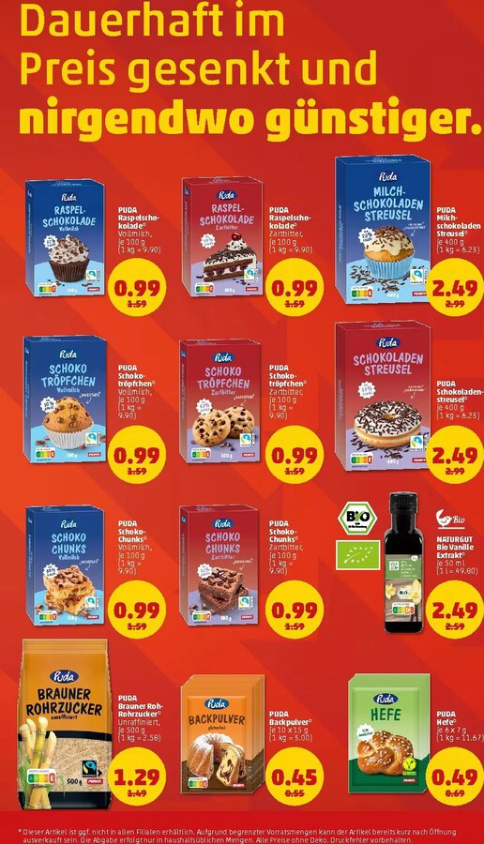 Dauerhaft im
Preis gesenkt und
nirgendwo günstiger.
Puda
RASPEL-
SCHOKOLADE
Vollmilch
PUDA
Raspelscho-
kolade*
Vollmilch,
je 100 g
(1 kg = 9.90)
0.99
1.59
Puda
RASPEL-
SCHOKOLADE
Zartbitter
PUDA
Raspelscho-
kolade*
Zartbitter,
je 100 g
(1 kg = 9.90)
0.99
1.59
Puda
MILCH-
SCHOKOLADEN
STREUSEL
PUDA
Milch-
schokoladen
Streusel*
je 400 g
(1 kg = 6.23)
2.49
2.99
Puda
SCHOKO
TRÖPFCHEN
Vollmilch
PUDA
Schoko-
tröpfchen*
Vollmilch,
je 100 g
(1 kg =
9.90)
0.99
1.59
Puda
SCHOKO
TRÖPFCHEN
Zartbitter
PUDA
Schoko-
tröpfchen*
Zartbitter,
je 100 g
(1 kg =
9.90)
0.99
1.59
Puda
SCHOKOLADEN
STREUSEL
PUDA
Schokoladen-
streusel*
je 400 g
(1 kg = 6.23)
2.49
2.99
Puda
SCHOKO
CHUNKS
Vollmilch
PUDA
Schoko-
Chunks*
Vollmilch,
je 100 g
(1 kg =
9.90)
0.99
1.59
Puda
SCHOKO
CHUNKS
Zartbitter
PUDA
Schoko-
Chunks*
Zartbitter,
je 100 g
(1 kg =
9.90)
0.99
1.59
BIO
Bio
NATURGUT
Bio Vanille
Extrakt*
je 50 ml
(1 l = 49.80)
2.49
2.59
Puda
BRAUNER
ROHRZUCKER
unraffiniert
500 g
PUDA
Brauner Roh-
Rohrzucker*
Unraffiniert,
je 500 g
(1 kg = 2.58)
1.29
1.49
Puda
BACKPULVER
PUDA
Backpulver*
je 10 x 15 g
(1 kg = 3.00)
0.45
0.55
Puda
HEFE
PUDA
Hefe*
je 6 x 7 g
(1 kg = 11.67)
0.49
0.69
* Dieser Artikel ist ggf. nicht in allen Filialen erhältlich. Aufgrund begrenzter Vorratsmengen kann der Artikel bereits kurz nach Öffnung
ausverkauft sein. Die Abgabe erfolgt nur in haushaltsüblichen Mengen. Alle Preise ohne Deko. Druckfehler vorbehalten.